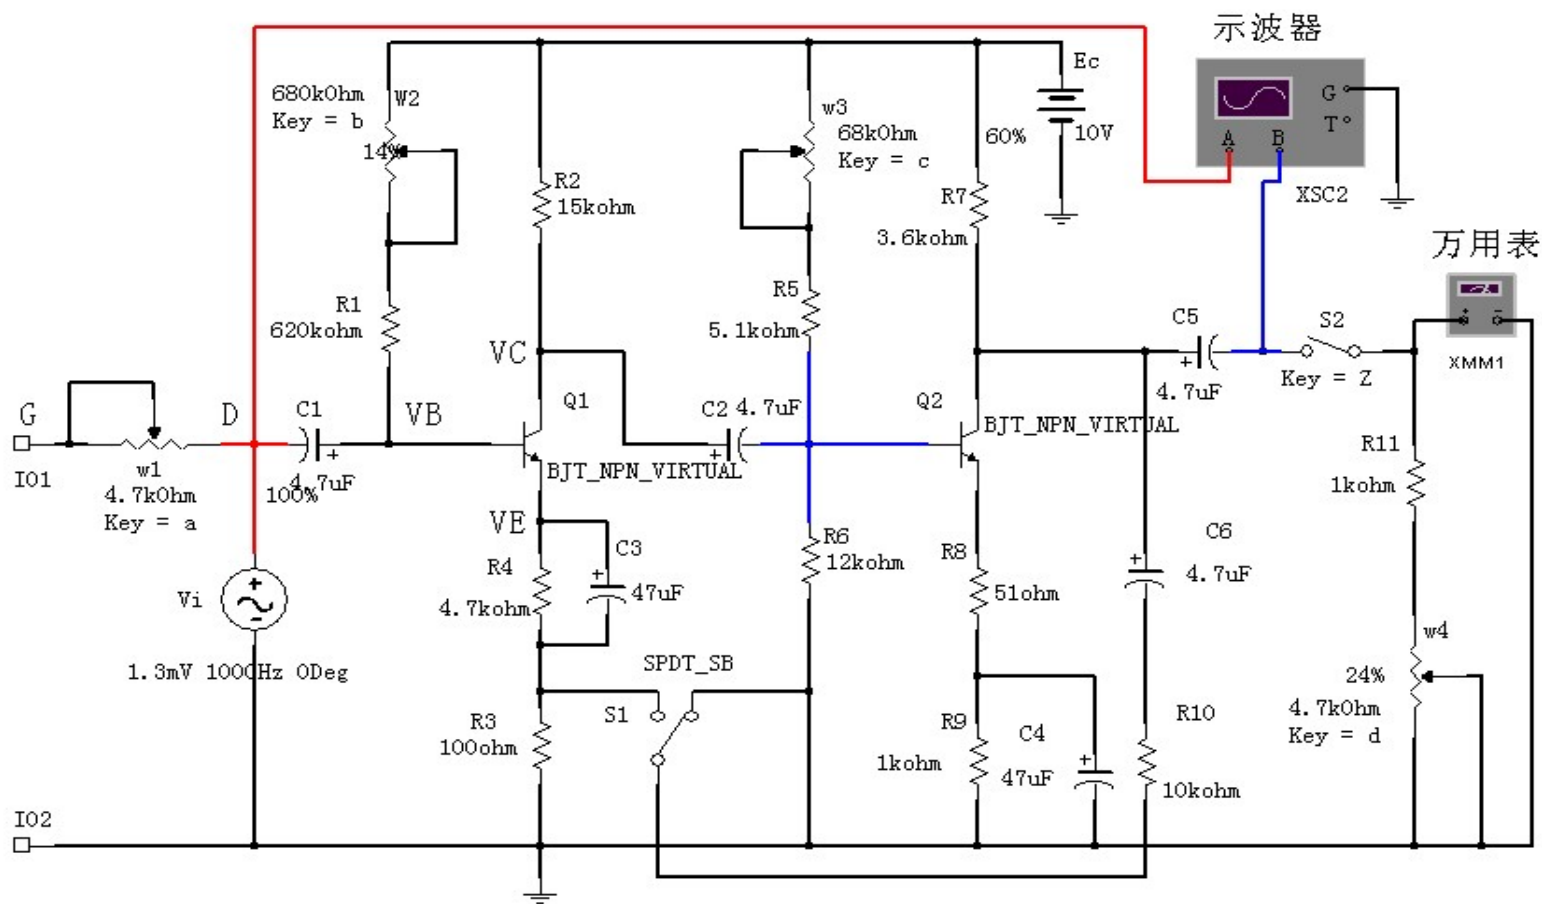 示波器
Ec
10V
60%
G
T
A
B
XSC2
680kOhm
Key = b
W2
14%
w3
68kOhm
Key = c
R2
15kohm
R7
3.6kohm
万用表
XMM1
R1
620kohm
R5
5.1kohm
C5
4.7uF
S2
Key = Z
VC
G
D
C1
4.7uF
VB
Q1
BJT_NPN_VIRTUAL
C2
4.7uF
Q2
BJT_NPN_VIRTUAL
IO1
w1
4.7kOhm
Key = a
100%
R11
1kohm
VE
C3
47uF
R4
4.7kohm
R6
12kohm
R8
51ohm
C6
4.7uF
Vi
1.3mV 1000Hz 0Deg
w4
24%
4.7kOhm
Key = d
SPDT_SB
S1
R3
100ohm
R9
1kohm
C4
47uF
R10
10kohm
IO2